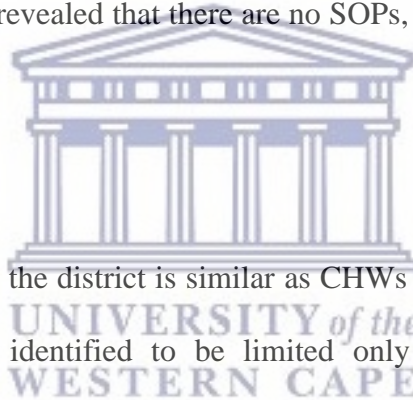 revealed that there are no SOPs,
the district is similar as CHWs
UNIVERSITY of the
identified to be limited only
WESTERN CAPE